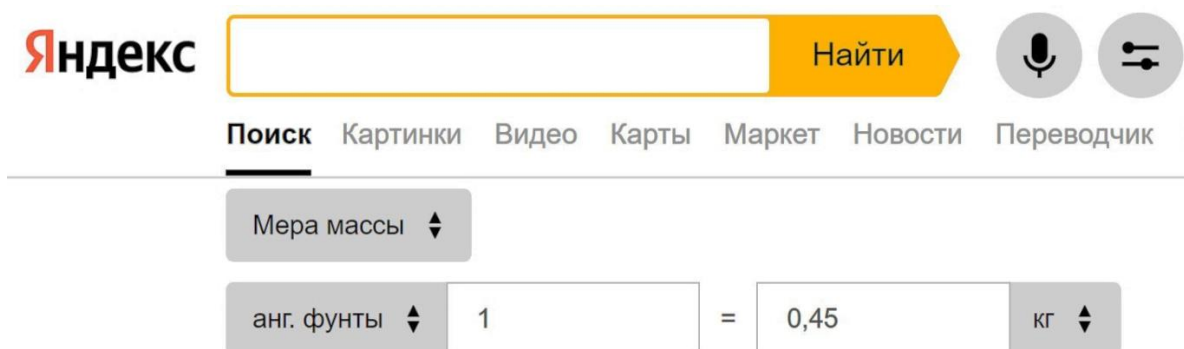 Яндекс Найти
Поиск Картинки Видео Карты Маркет Новости Переводчик
Мера массы
анг. фунты 1 = 0,45 кг